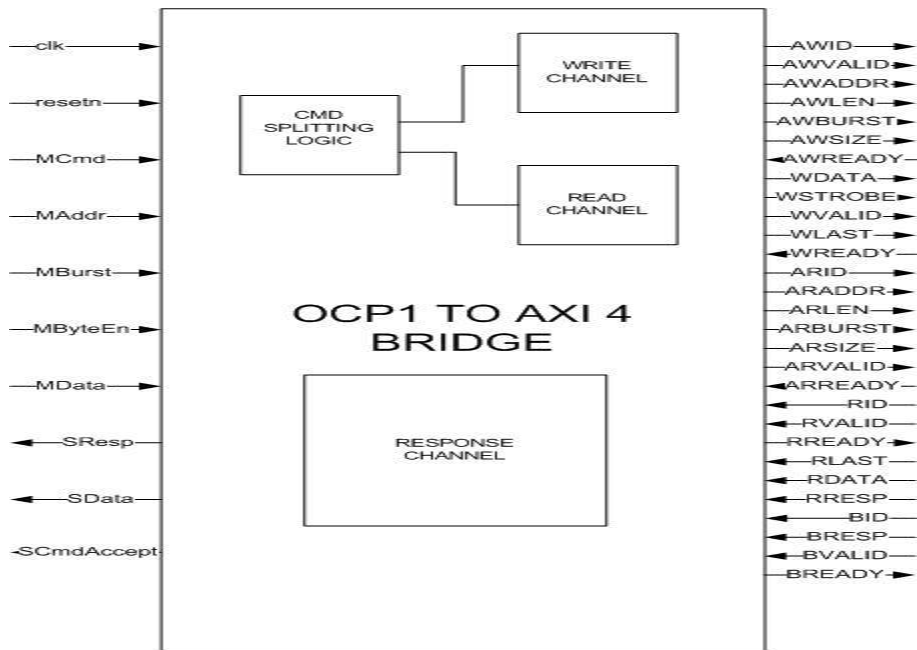 clk
resetn
MCmd
MAddr
MBurst
MByteEn
MData
SResp
SData
SCmdAccept
CMD
SPLITTING
LOGIC
WRITE
CHANNEL
READ
CHANNEL
OCP1 TO AXI 4
BRIDGE
RESPONSE
CHANNEL
AWID
AWVALID
AWADDR
AWLEN
AWBURST
AWSIZE
AWREADY
WDATA
WSTROBE
WVALID
WLAST
WREADY
ARID
ARADDR
ARLEN
ARBURST
ARSIZE
ARVALID
ARREADY
RID
RVALID
RREADY
RLAST
RDATA
RRESP
BID
BRESP
BVALID
BREADY